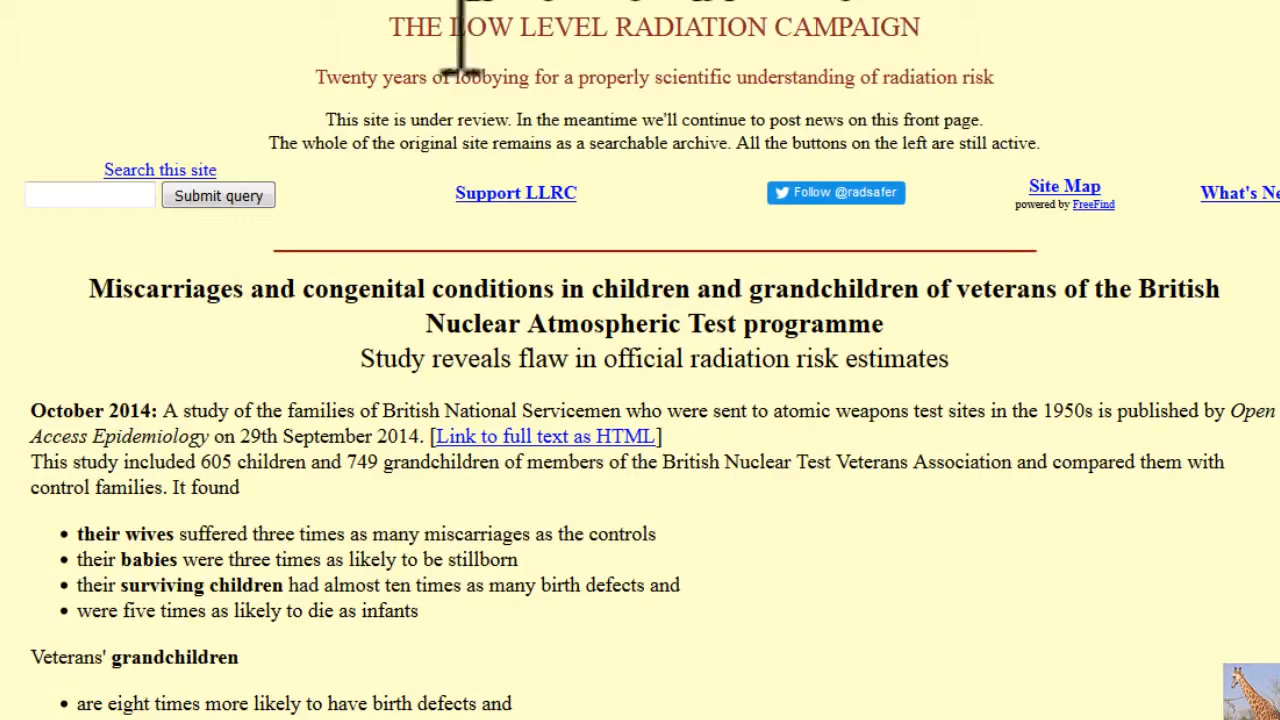 THE LOW LEVEL RADIATION CAMPAIGN
Twenty years of lobbying for a properly scientific understanding of radiation risk
This site is under review. In the meantime we'll continue to post news on this front page.
The whole of the original site remains as a searchable archive. All the buttons on the left are still active.
Search this site
Submit query
Support LLRC
Follow @radsafer
Site Map
powered by FreeFind
What's Ne
Miscarriages and congenital conditions in children and grandchildren of veterans of the British
Nuclear Atmospheric Test programme
Study reveals flaw in official radiation risk estimates
October 2014: A study of the families of British National Servicemen who were sent to atomic weapons test sites in the 1950s is published by Open
Access Epidemiology on 29th September 2014. [Link to full text as HTML]
This study included 605 children and 749 grandchildren of members of the British Nuclear Test Veterans Association and compared them with
control families. It found
• their wives suffered three times as many miscarriages as the controls
• their babies were three times as likely to be stillborn
• their surviving children had almost ten times as many birth defects and
• were five times as likely to die as infants
Veterans' grandchildren
• are eight times more likely to have birth defects and